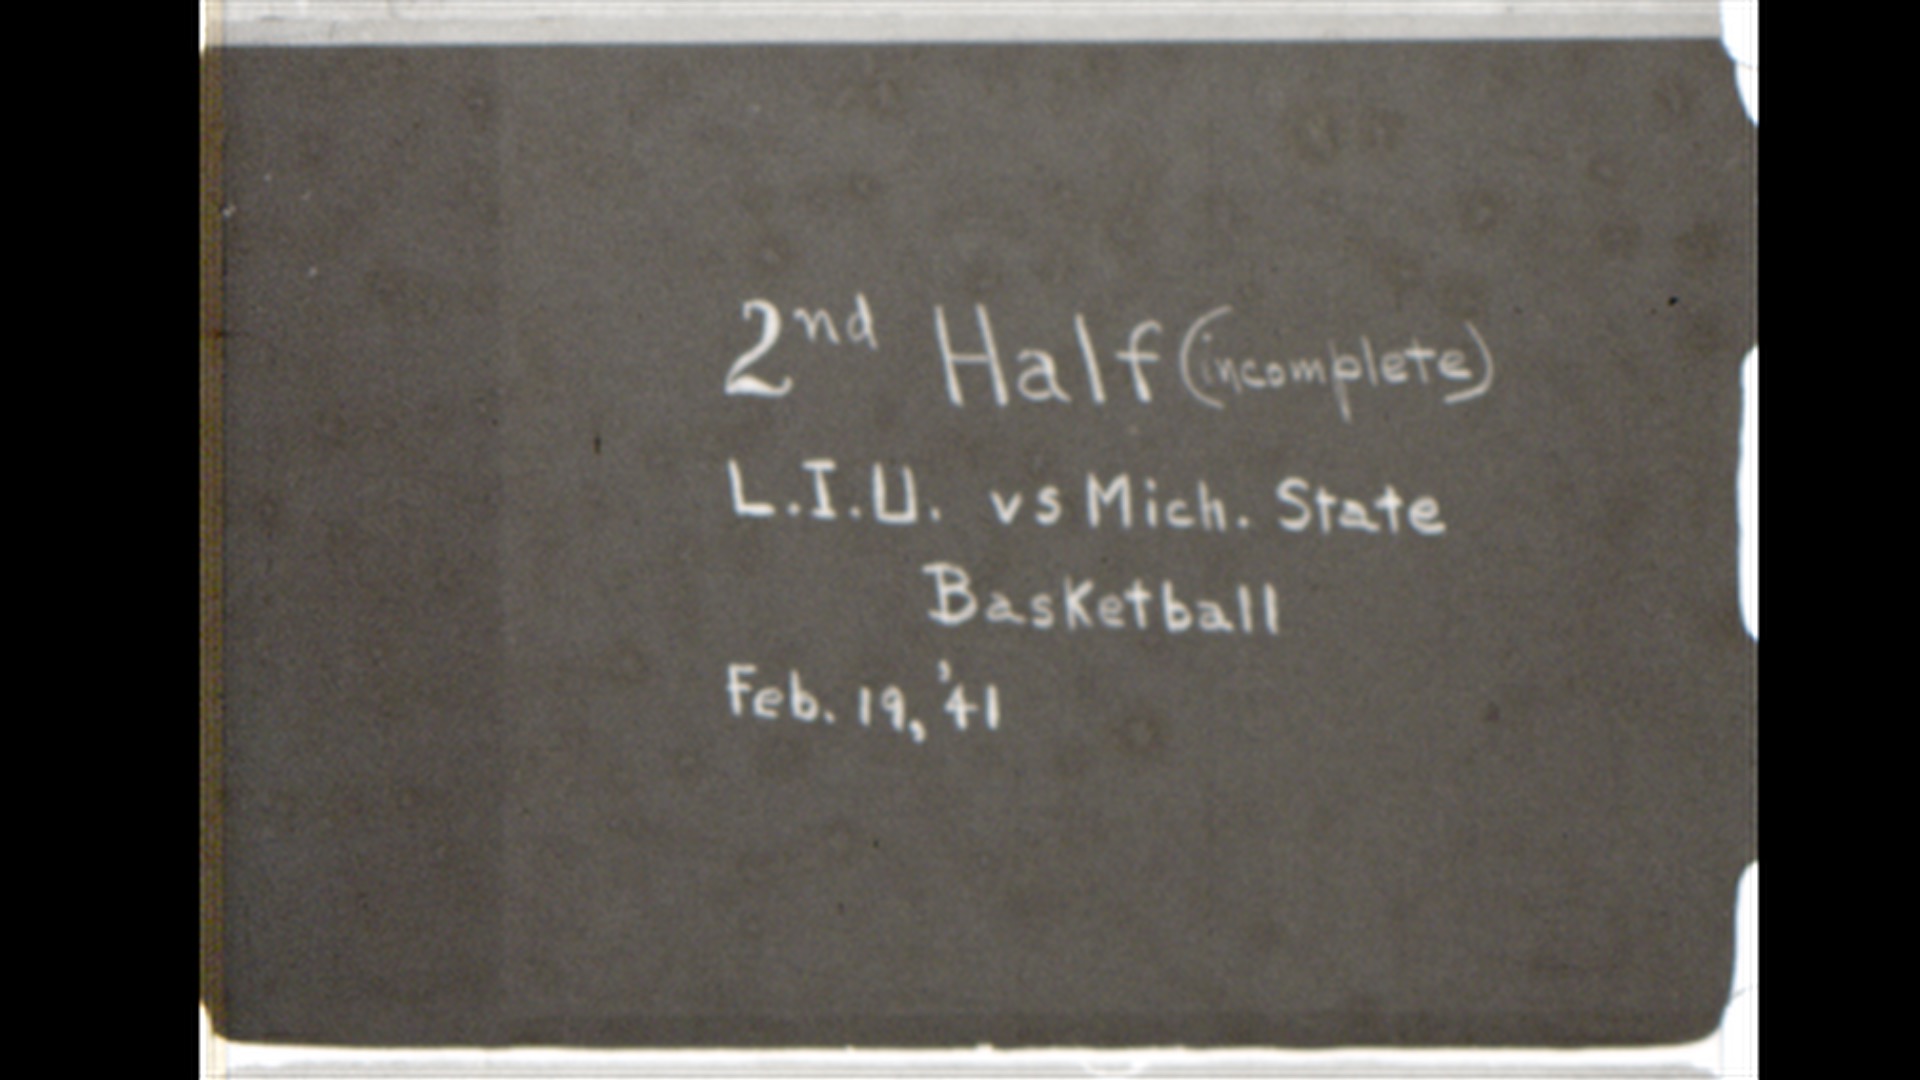 2nd Half (incomplete)
L.I.U. vs Mich. State
Basketball
Feb. 19, '41